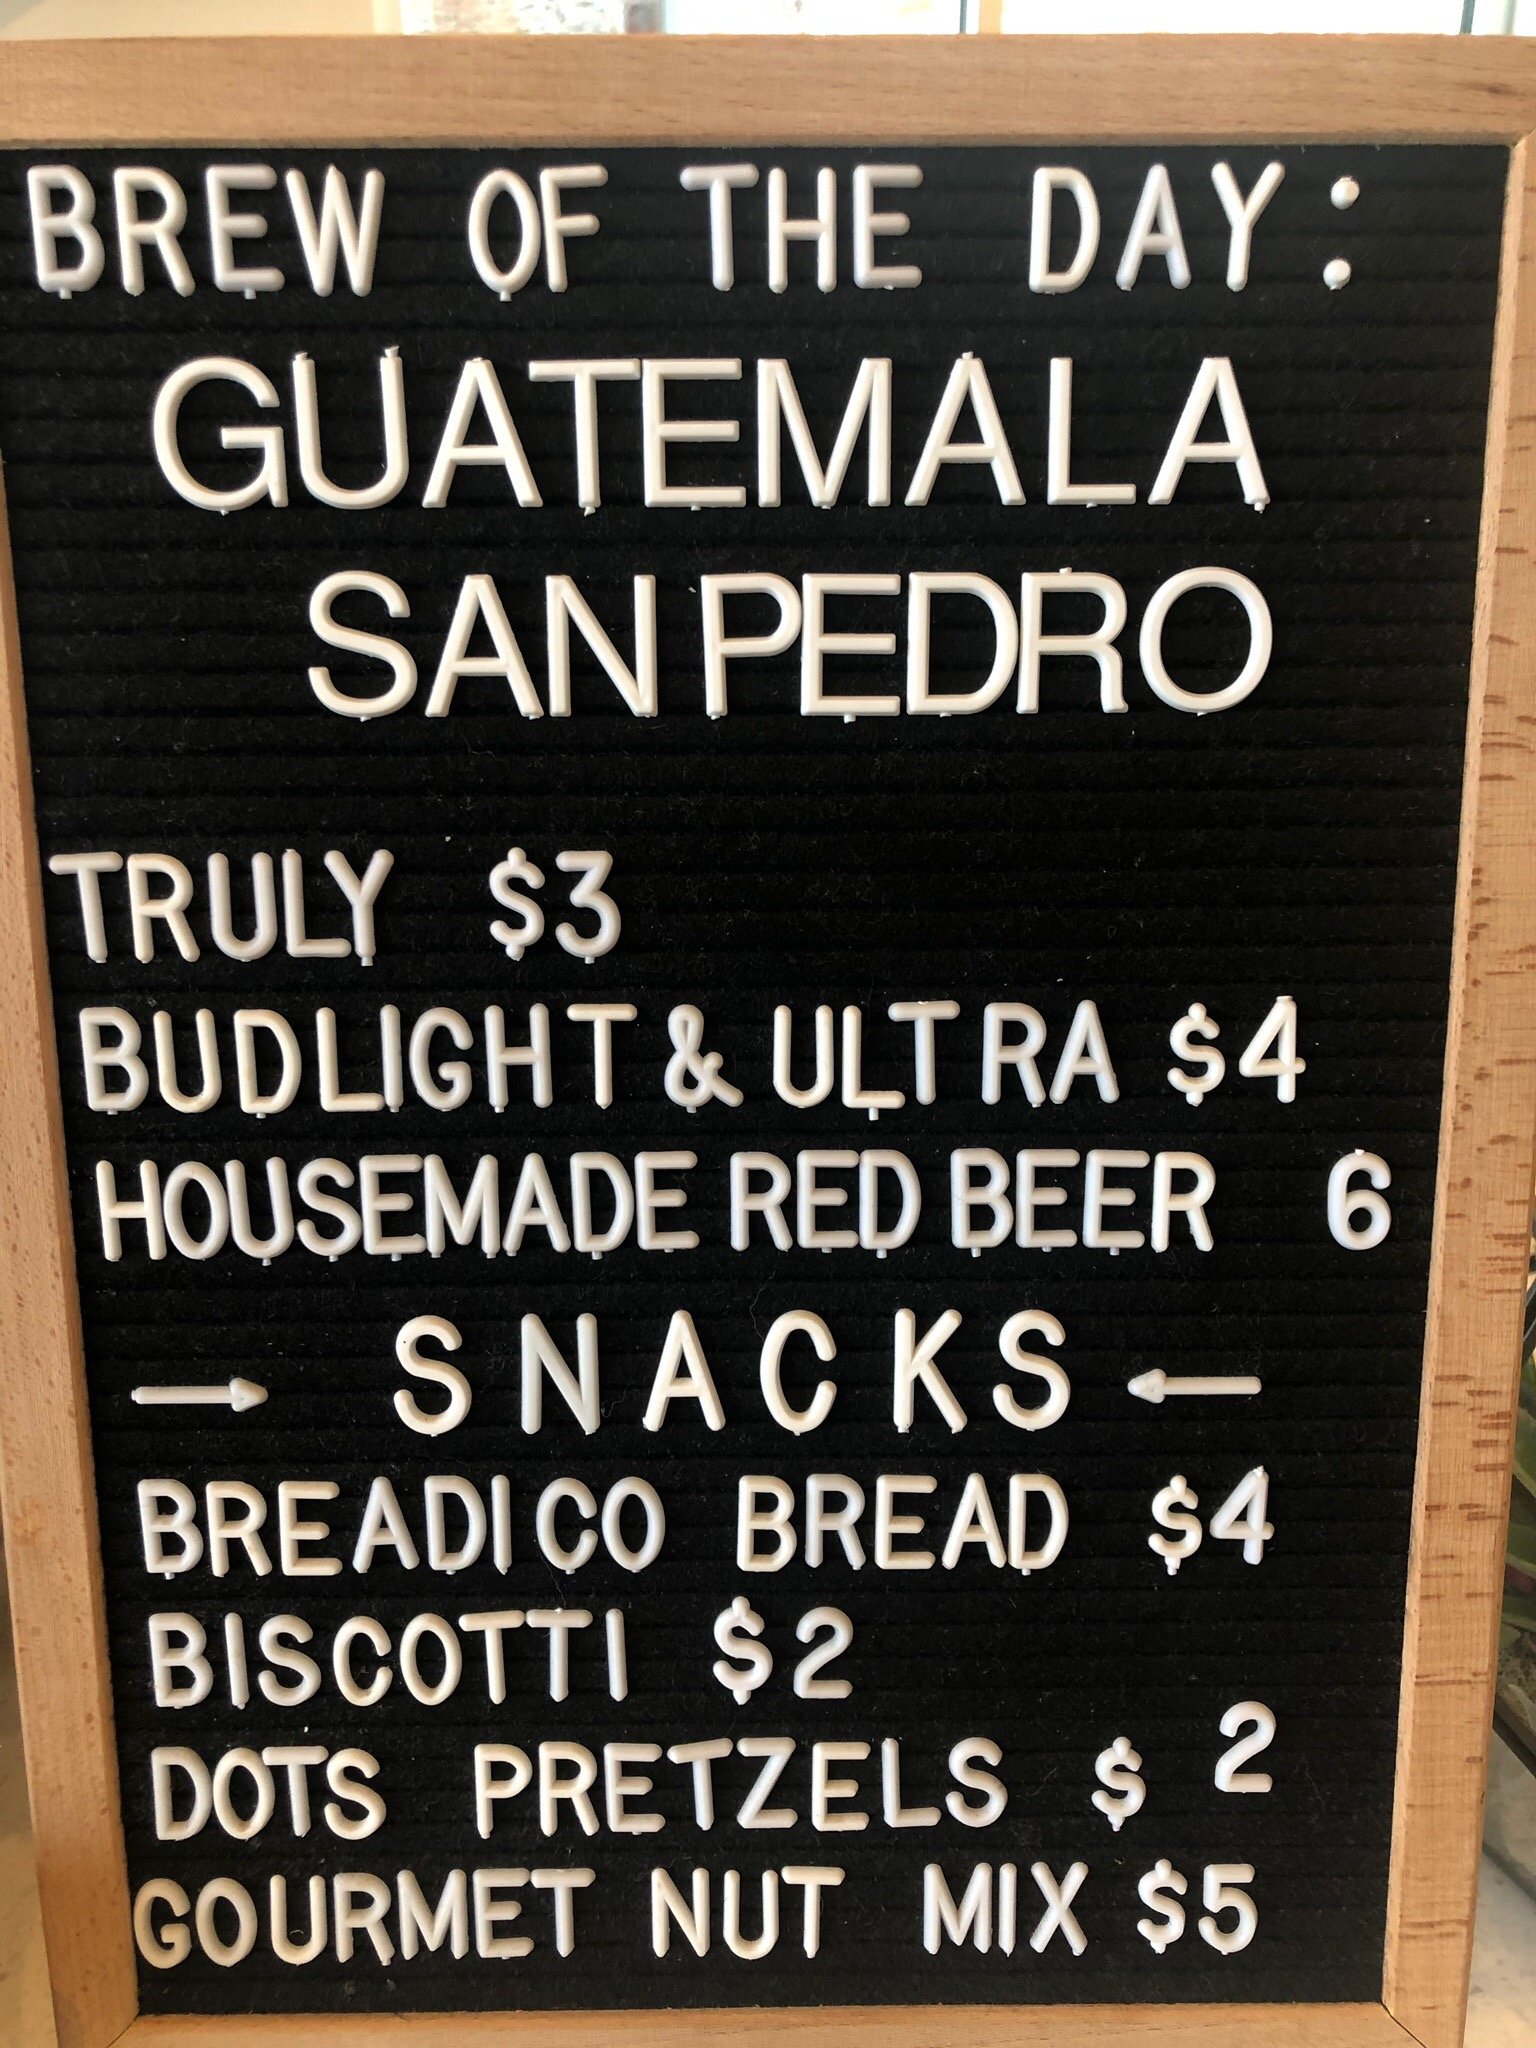 BREW OF THE DAY:
GUATEMALA
SAN PEDRO
TRULY $3
BUDLIGHT & ULTRA $4
HOUSEMADE RED BEER 6
→ SNACKS ←
BREADICO BREAD $4
BISCOTTI $2
DOTS PRETZELS $2
GOURMET NUT MIX $5